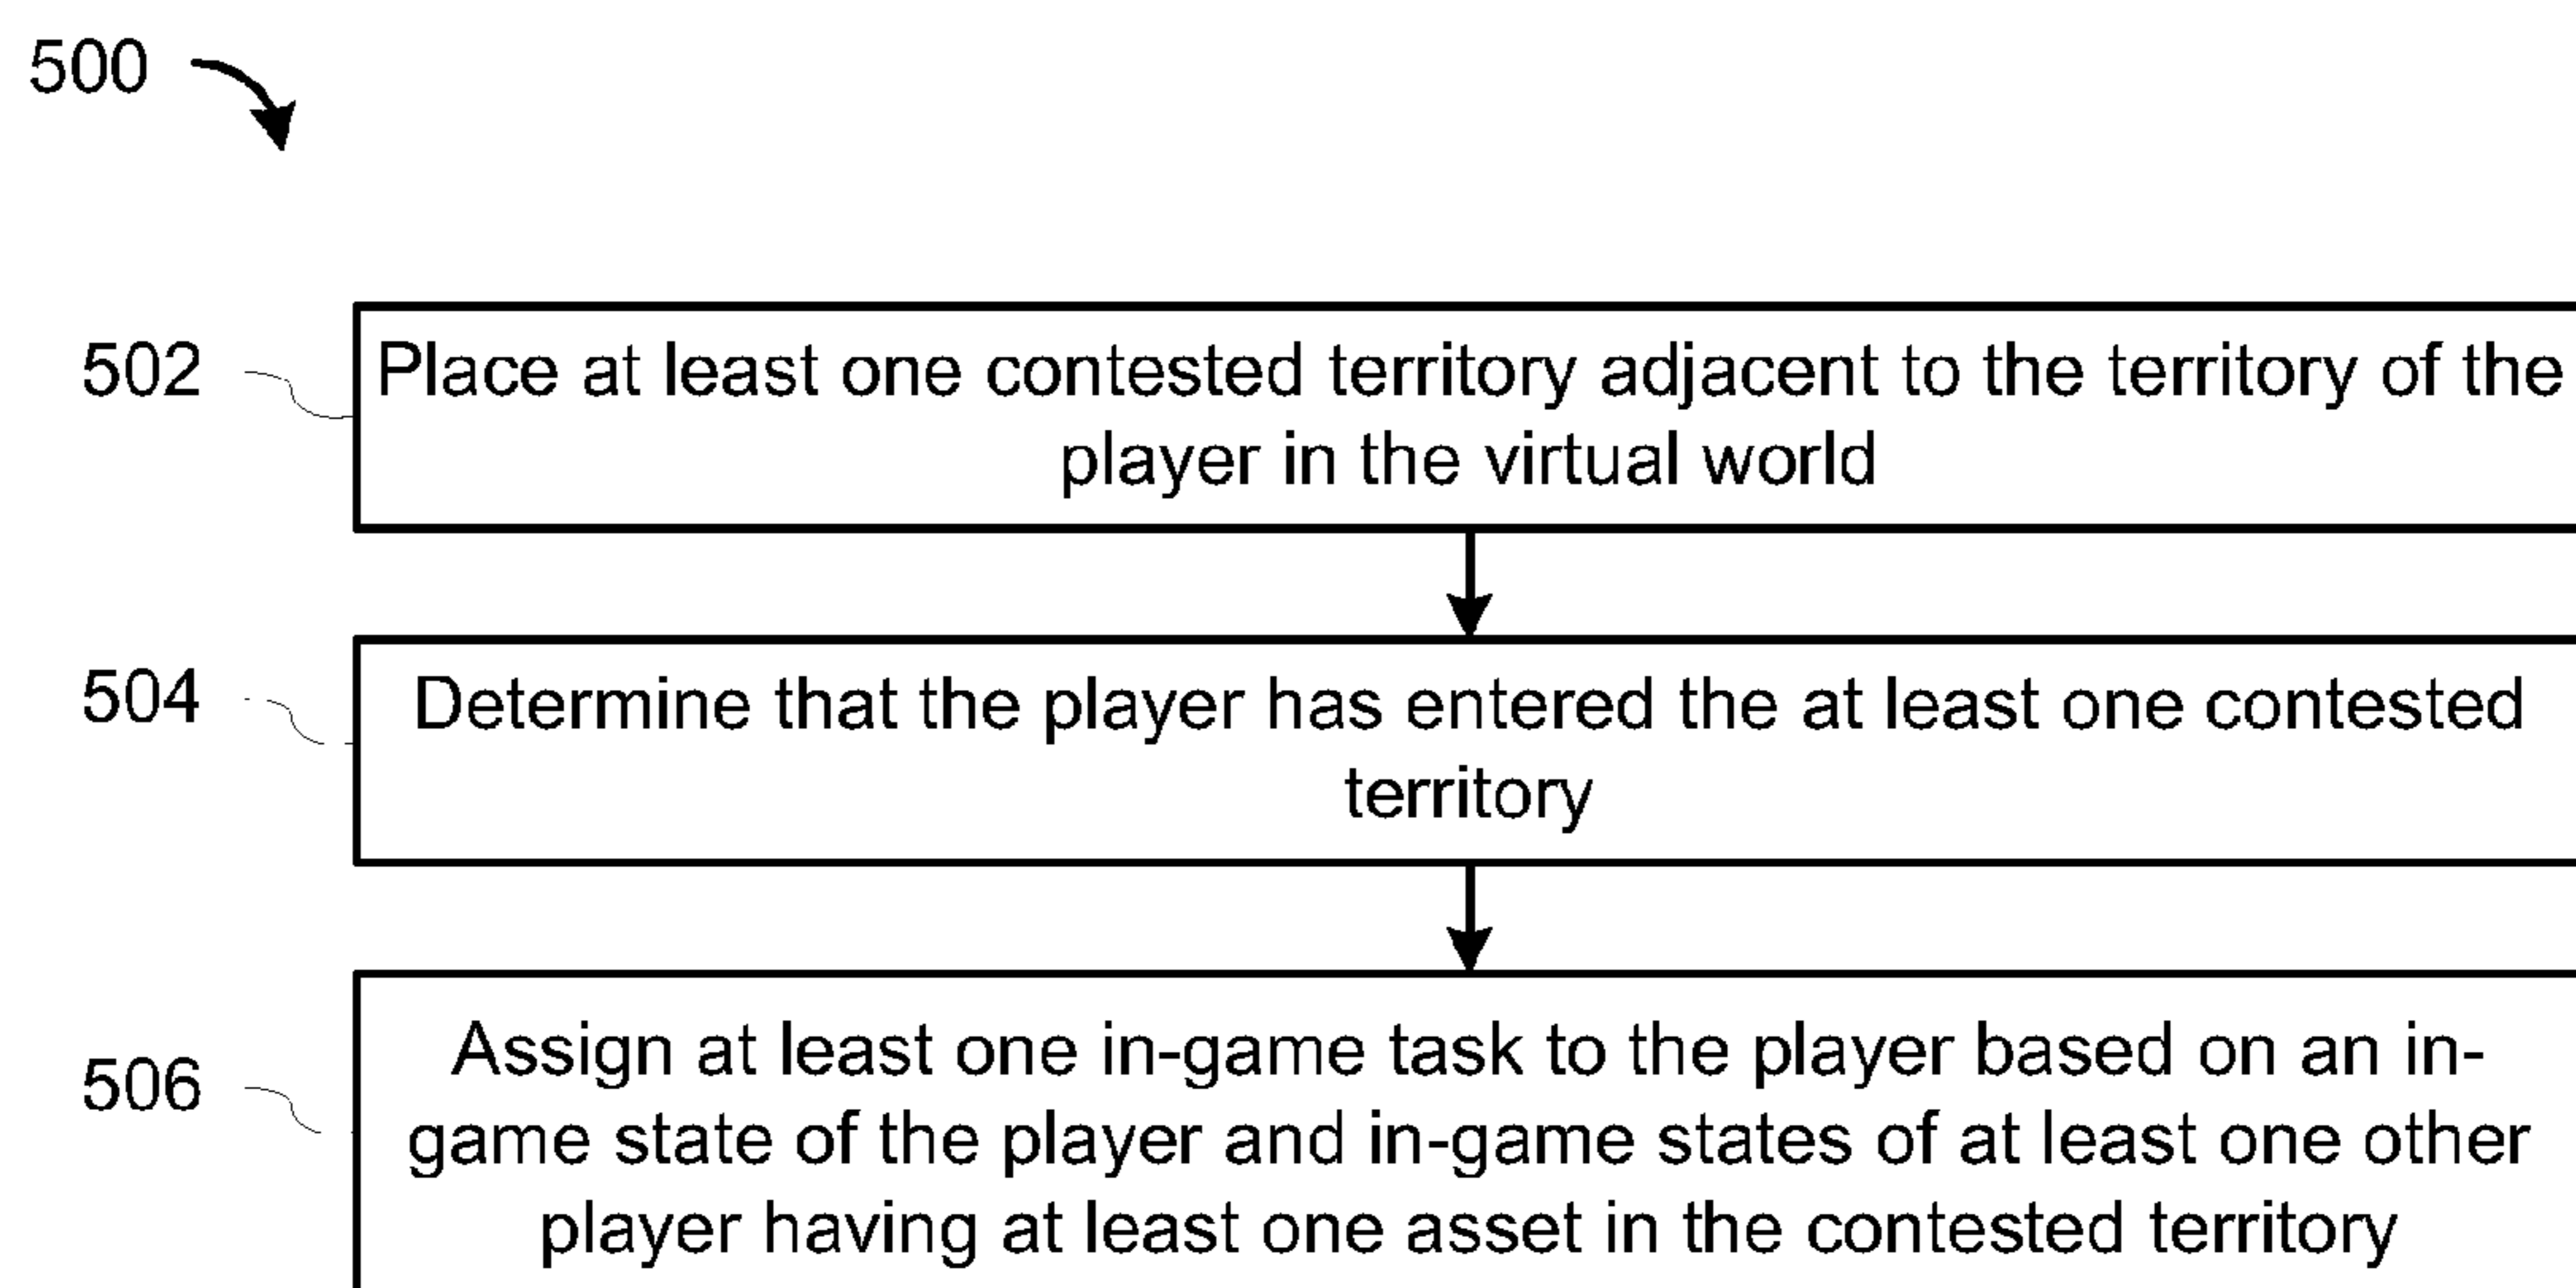 500
502
Place at least one contested territory adjacent to the territory of the
player in the virtual world
504
Determine that the player has entered the at least one contested
territory
506
Assign at least one in-game task to the player based on an in-
game state of the player and in-game states of at least one other
player having at least one asset in the contested territory